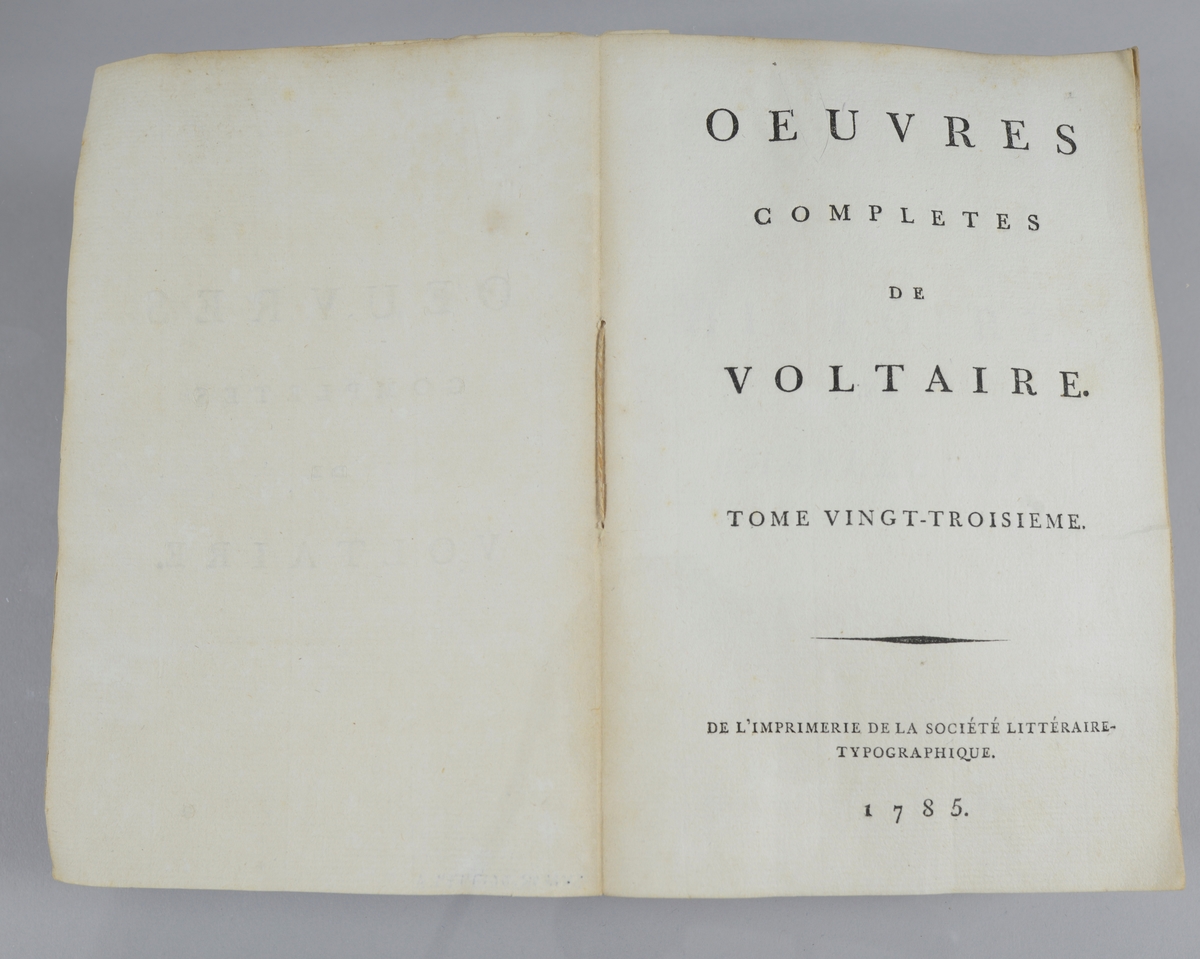 OEUVRES
COMPLETES
DE
VOLTAIRE.
TOME VINGT-TROISIEME.
DE L'IMPRIMERIE DE LA SOCIÉTÉ LITTÉRAIRE-
TYPOGRAPHIQUE.
1785.